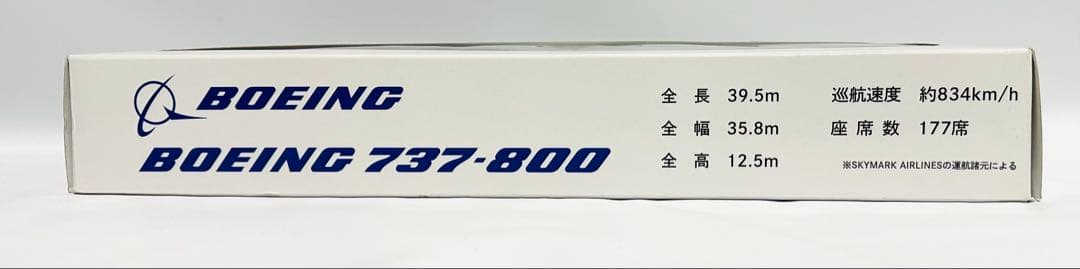 BOEING
BOEING 737-800
全長 39.5m
全幅 35.8m
全高 12.5m
巡航速度 約834km/h
座席数 177席
※SKYMARK AIRLINESの運航諸元による